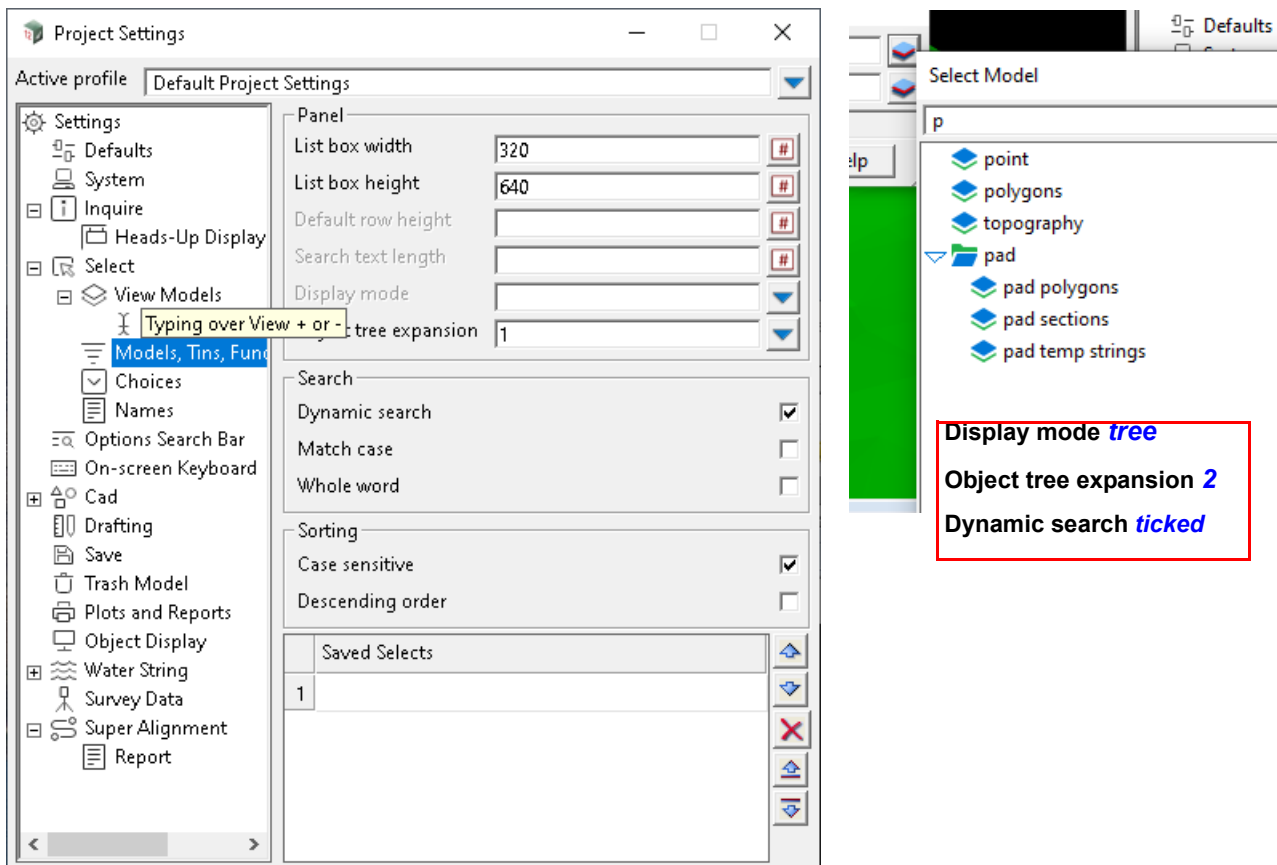 Project Settings
Active profile
Default Project Settings
Settings
Defaults
System
Inquire
Heads-Up Display
Select
View Models
Typing over View + or -
Models, Tins, Func
Choices
Names
Options Search Bar
On-screen Keyboard
Cad
Drafting
Save
Trash Model
Plots and Reports
Object Display
Water String
Survey Data
Super Alignment
Report
Panel
List box width
320
List box height
640
Default row height
Search text length
Display mode
tree expansion
1
Search
Dynamic search
Match case
Whole word
Sorting
Case sensitive
Descending order
Saved Selects
1
Defaults
Select Model
p
point
polygons
topography
pad
pad polygons
pad sections
pad temp strings
Display mode tree
Object tree expansion 2
Dynamic search ticked